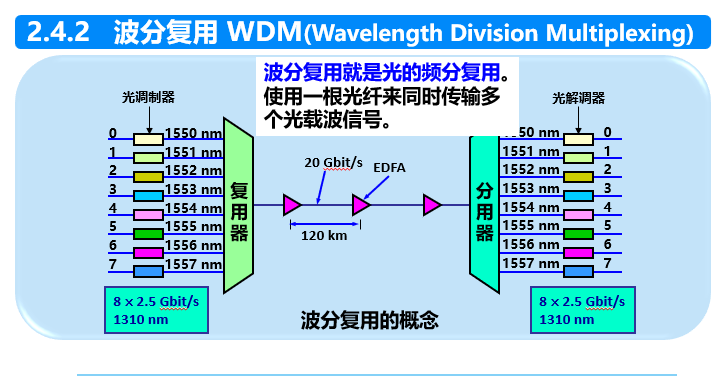 2.4.2 波分复用 WDM(Wavelength Division Multiplexing)
波分复用就是光的频分复用。
使用一根光纤来同时传输多
个光载波信号。
光调制器
光解调器
0 1550 nm
1 1551 nm
2 1552 nm
3 1553 nm
4 1554 nm
5 1555 nm
6 1556 nm
7 1557 nm
复用器
20 Gbit/s
EDFA
120 km
分用器
50 nm 0
1551 nm 1
1552 nm 2
1553 nm 3
1554 nm 4
1555 nm 5
1556 nm 6
1557 nm 7
8 x 2.5 Gbit/s
1310 nm
8 x 2.5 Gbit/s
1310 nm
波分复用的概念